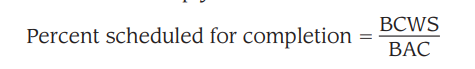 Percent scheduled for completion = BCWS
BAC